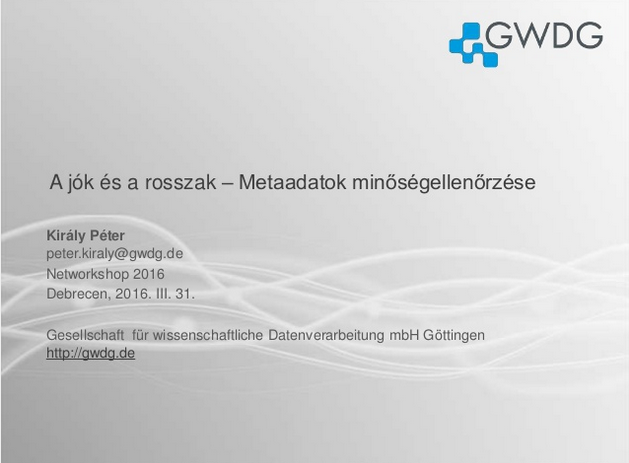 GWDG
A jók és a rosszak – Metaadatok minőségellenőrzése
Király Péter
peter.kiraly@gwdg.de
Networkshop 2016
Debrecen, 2016. III. 31.
Gesellschaft für wissenschaftliche Datenverarbeitung mbH Göttingen
http://gwdg.de